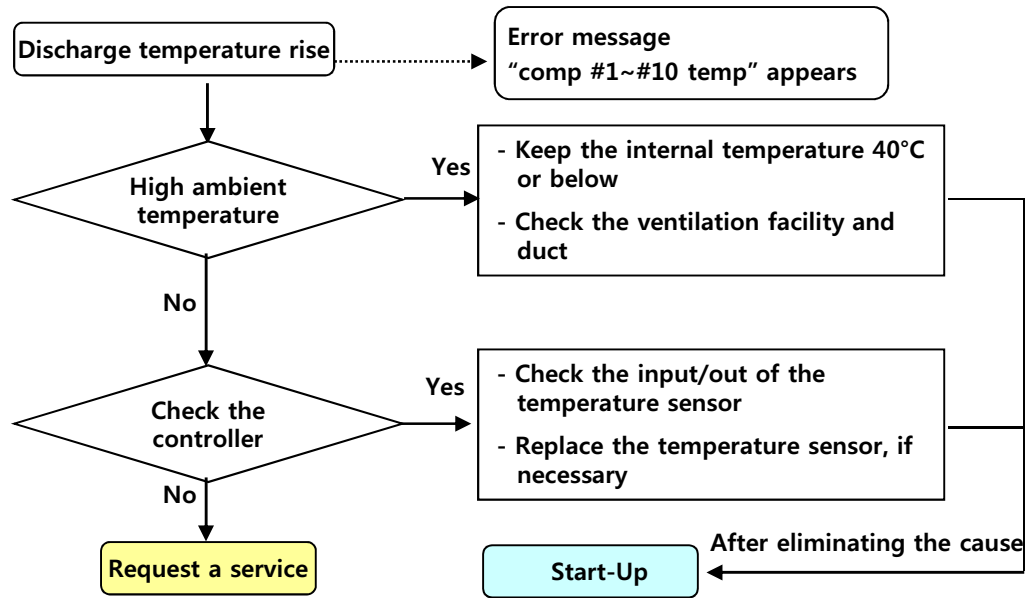 Discharge temperature rise
Error message
“comp #1~#10 temp” appears
High ambient
temperature
Yes
- Keep the internal temperature 40°C
or below
- Check the ventilation facility and
duct
No
Check the
controller
Yes
- Check the input/out of the
temperature sensor
- Replace the temperature sensor, if
necessary
No
Request a service
Start-Up
After eliminating the cause